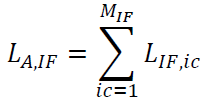 L_{A,IF} = \sum_{ic=1}^{M_{IF}} L_{IF,ic}